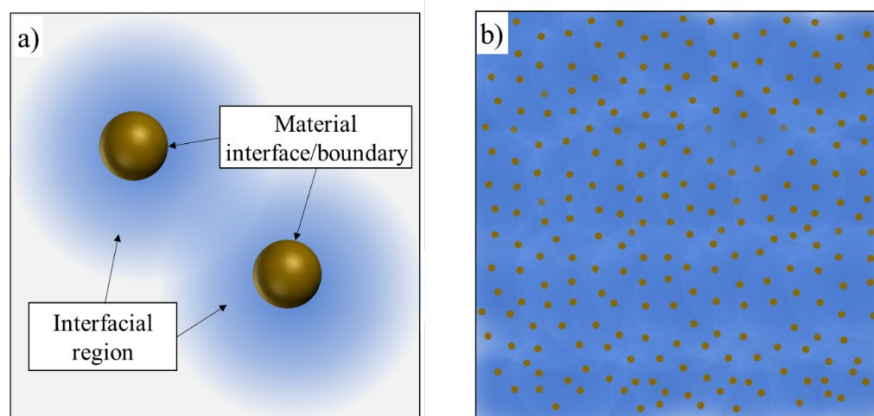 a)
Material
interface/boundary
Interfacial
region
b)